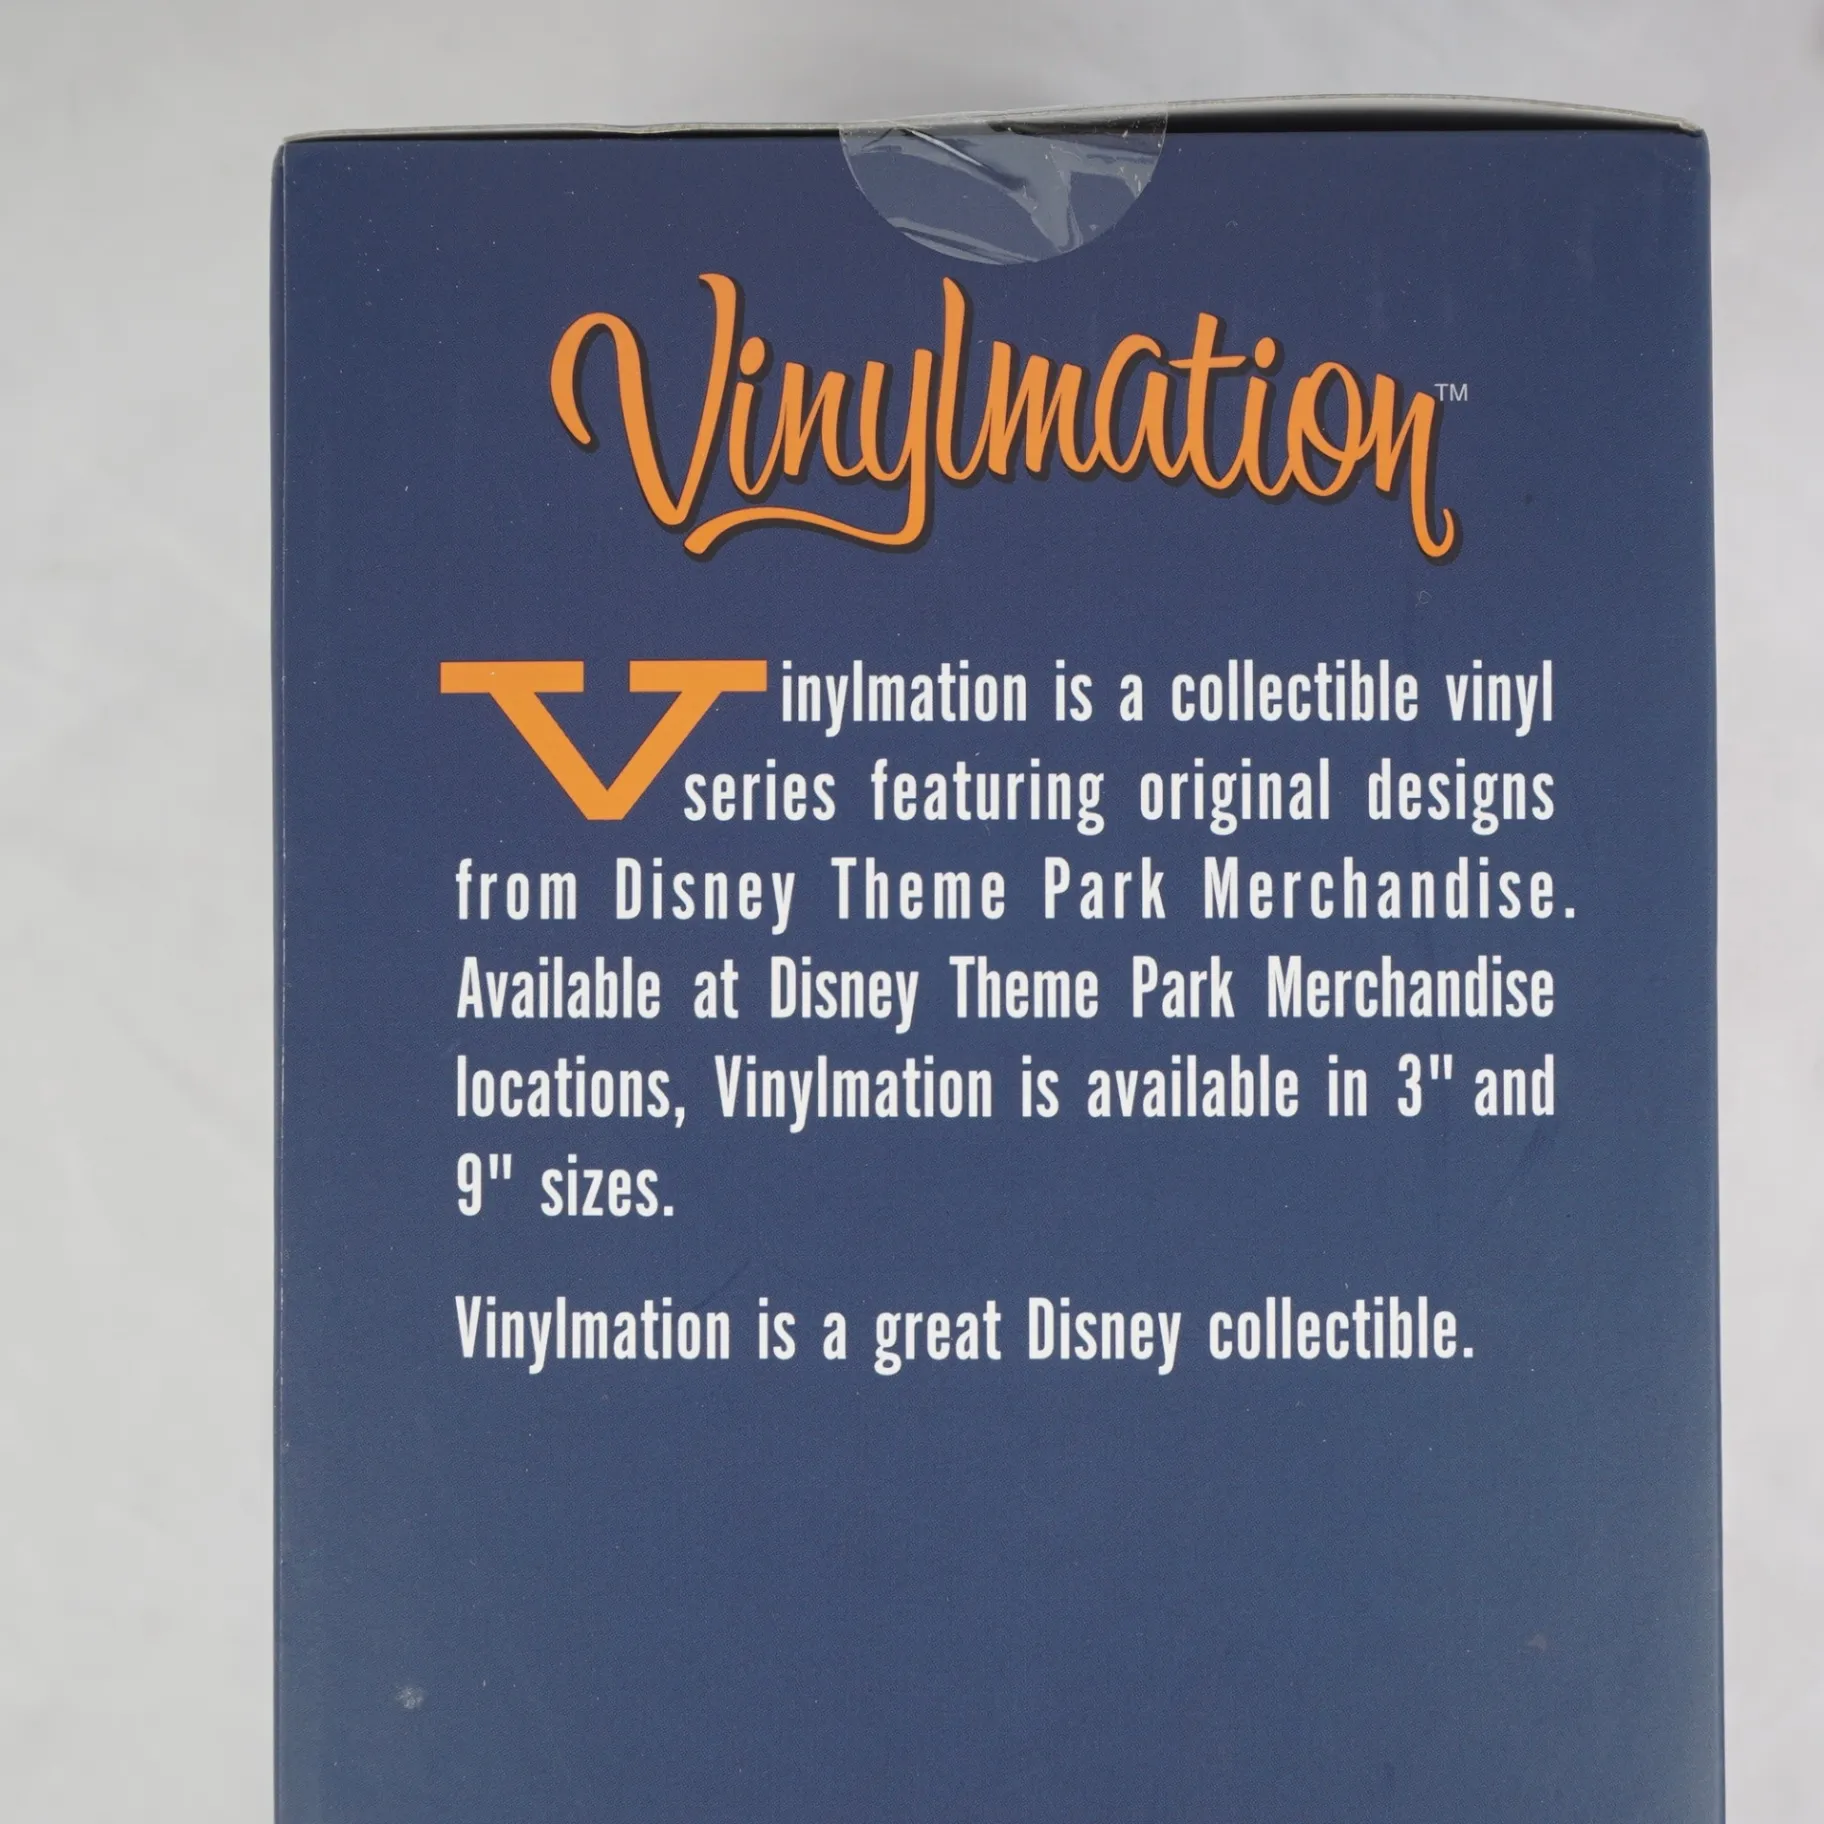 Vinylmation™
Vinylmation is a collectible vinyl
series featuring original designs
from Disney Theme Park Merchandise.
Available at Disney Theme Park Merchandise
locations, Vinylmation is available in 3" and
9" sizes.
Vinylmation is a great Disney collectible.